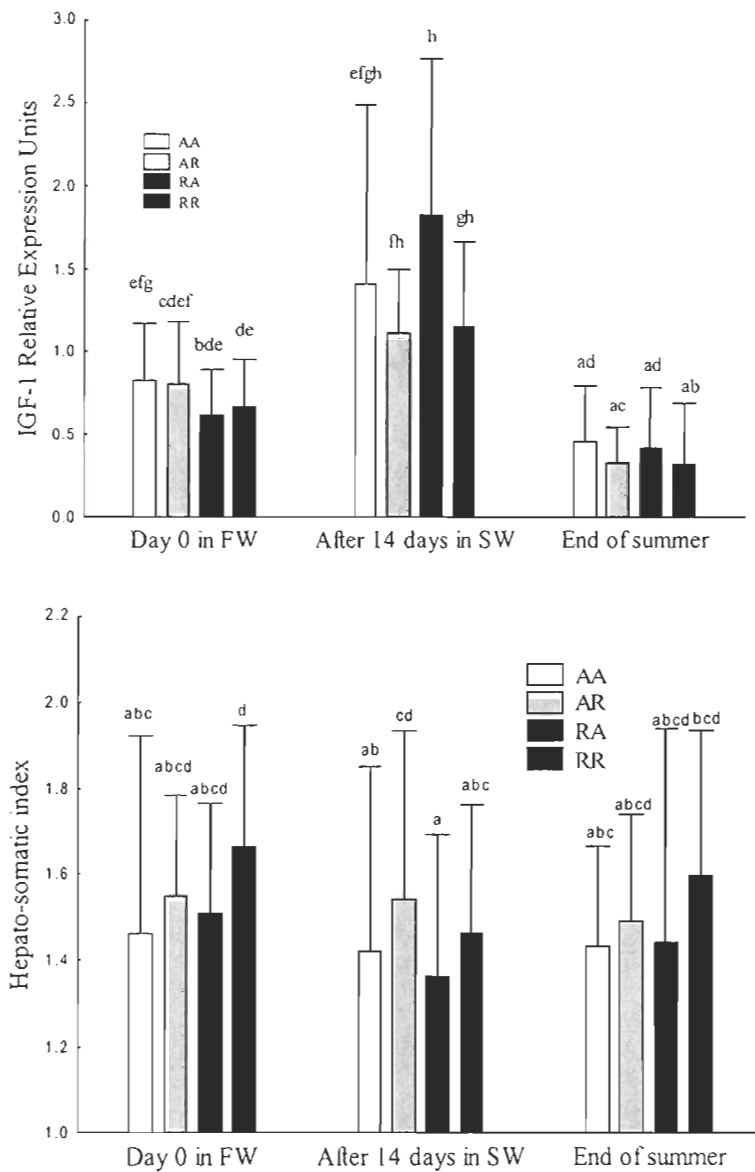 3.0
2.5
2.0
1.5
1.0
0.5
0.0
IGF-1 Relative Expression Units
AA
AR
RA
RR
efg
cdef
bde
de
efgh
fh
h
gh
ad
ac
ad
ab
Day 0 in FW
After 14 days in SW
End of summer
2.2
2.0
1.8
1.6
1.4
1.2
1.0
Hepato-somatic index
AA
AR
RA
RR
abc
abcd
abcd
d
ab
cd
a
abc
abc
abcd
abcd
bcd
Day 0 in FW
After 14 days in SW
End of summer